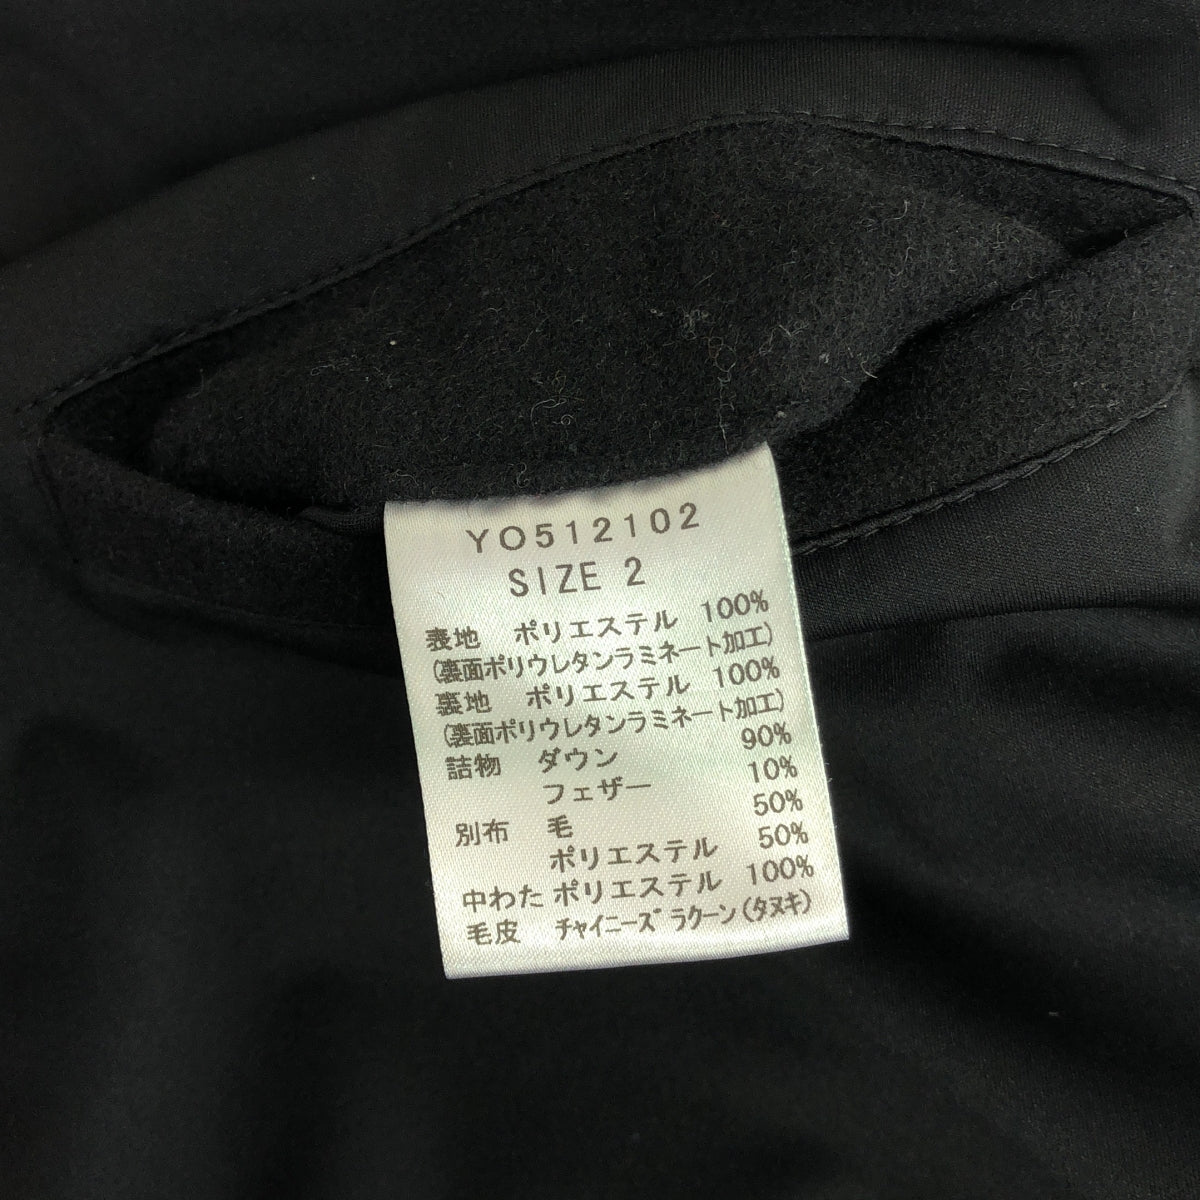 YO512102
SIZE 2
表地 ポリエステル 100%
(裏面ポリウレタンラミネート加工)
裏地 ポリエステル 100%
(裏面ポリウレタンラミネート加工)
詰物 ダウン 90%
フェザー 10%
別布 毛 50%
ポリエステル 50%
中わた ポリエステル 100%
毛皮 チャイニーズラクーン(タヌキ)